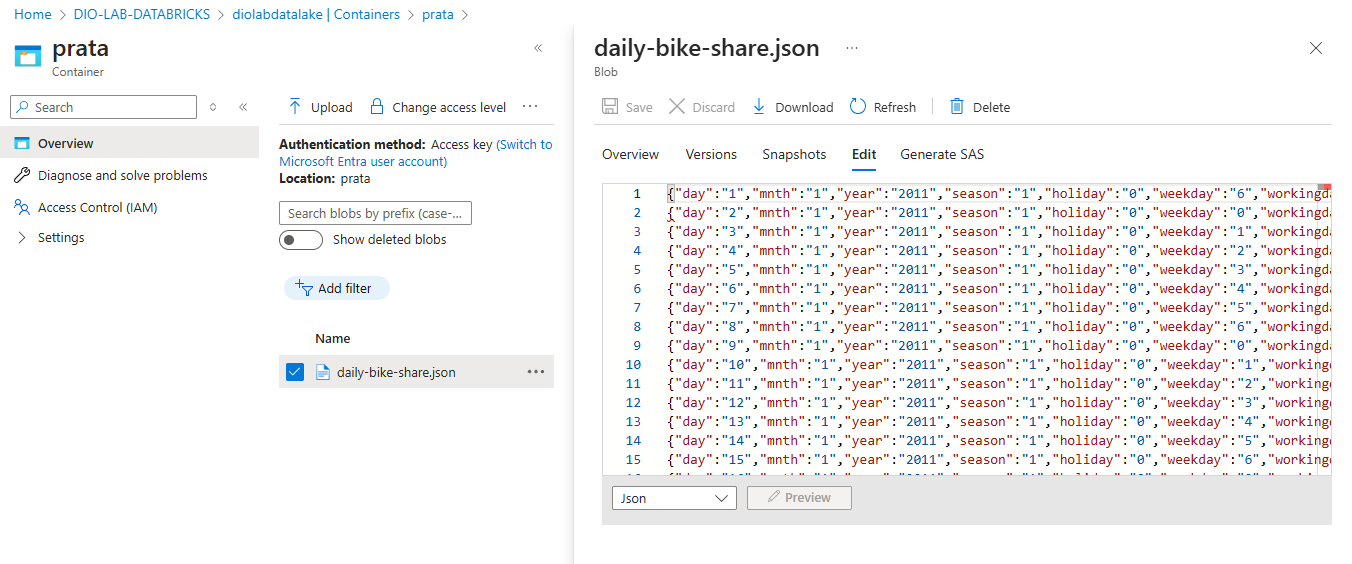 Home > DIO-LAB-DATABRICKS > diolabdatalake | Containers > prata >
prata
Container
Search
Overview
Diagnose and solve problems
Access Control (IAM)
Settings
Upload
Change access level
Authentication method: Access key (Switch to
Microsoft Entra user account)
Location: prata
Search blobs by prefix (case-...
Show deleted blobs
Add filter
Name
daily-bike-share.json
daily-bike-share.json
Blob
Save Discard Download Refresh Delete
Overview Versions Snapshots Edit Generate SAS
1 {"day":"1","mnth":"1","year":"2011","season":"1","holiday":"0","weekday":"6","workingda
2 {"day":"2","mnth":"1","year":"2011","season":"1","holiday":"0","weekday":"0","workingda
3 {"day":"3","mnth":"1","year":"2011","season":"1","holiday":"0","weekday":"1","workingda
4 {"day":"4","mnth":"1","year":"2011","season":"1","holiday":"0","weekday":"2","workingda
5 {"day":"5","mnth":"1","year":"2011","season":"1","holiday":"0","weekday":"3","workingda
6 {"day":"6","mnth":"1","year":"2011","season":"1","holiday":"0","weekday":"4","workingda
7 {"day":"7","mnth":"1","year":"2011","season":"1","holiday":"0","weekday":"5","workingda
8 {"day":"8","mnth":"1","year":"2011","season":"1","holiday":"0","weekday":"6","workingda
9 {"day":"9","mnth":"1","year":"2011","season":"1","holiday":"0","weekday":"0","workingda
10 {"day":"10","mnth":"1","year":"2011","season":"1","holiday":"0","weekday":"1","working
11 {"day":"11","mnth":"1","year":"2011","season":"1","holiday":"0","weekday":"2","working
12 {"day":"12","mnth":"1","year":"2011","season":"1","holiday":"0","weekday":"3","working
13 {"day":"13","mnth":"1","year":"2011","season":"1","holiday":"0","weekday":"4","working
14 {"day":"14","mnth":"1","year":"2011","season":"1","holiday":"0","weekday":"5","working
15 {"day":"15","mnth":"1","year":"2011","season":"1","holiday":"0","weekday":"6","working
Json
Preview